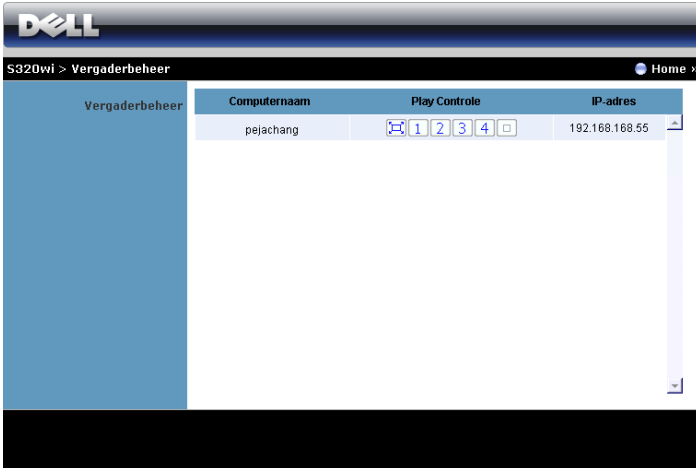 DELL
S320wi > Vergaderbeheer
Home »
Vergaderbeheer
Computernaam Play Controle IP-adres
pejachang 1 2 3 4 192.168.168.55